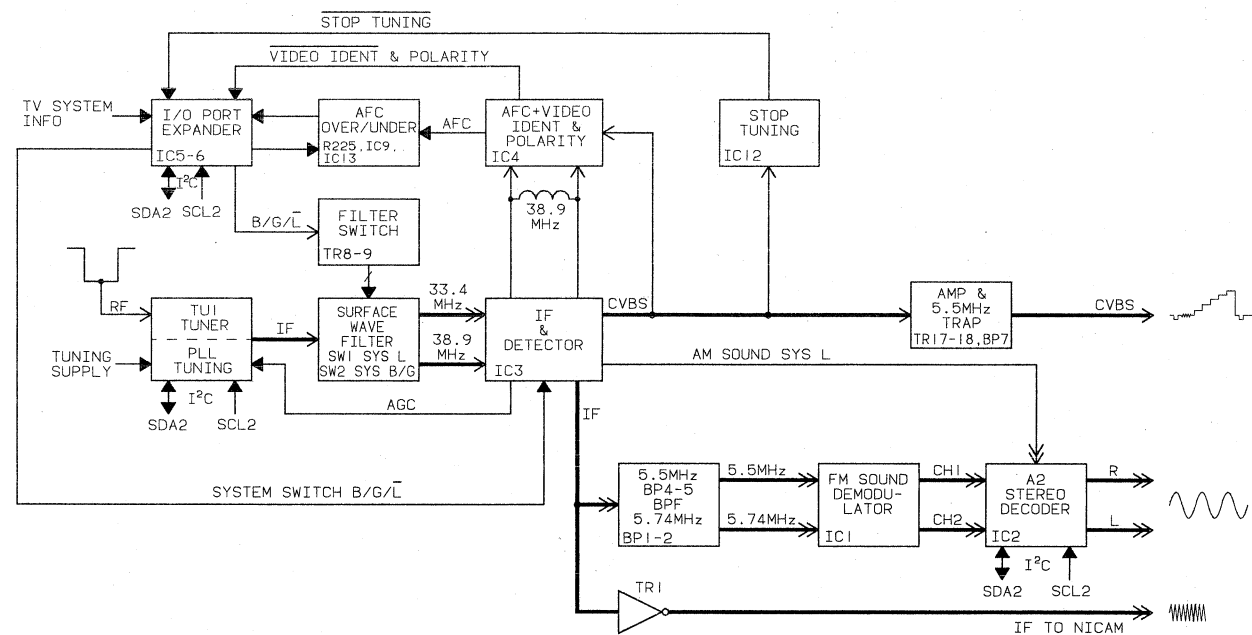 STOP TUNING
VIDEO IDENT & POLARITY
TV SYSTEM
INFO
I/O PORT
EXPANDER
IC5-6
AFC
OVER/UNDER
R225,IC9,.
IC13
AFC
AFC+VIDEO
IDENT &
POLARITY
IC4
STOP
TUNING
IC12
I²C
SDA2
SCL2
B/G/L̅
FILTER
SWITCH
TR8-9
38.9
MHz
RF
TU1
TUNER
PLL
TUNING
IF
TUNING
SUPPLY
I²C
SDA2
SCL2
SURFACE
WAVE
FILTER
SW1 SYS L
SW2 SYS B/G
33.4
MHz
38.9
MHz
IF
&
DETECTOR
IC3
CVBS
AMP &
5.5MHz
TRAP
TR17-18,BP7
CVBS
AM SOUND SYS L
AGC
IF
SYSTEM SWITCH B/G/L̅
5.5MHz
BP4-5
BPF
5.74MHz
BP1-2
5.5MHz
5.74MHz
FM SOUND
DEMODU-
LATOR
IC1
CH1
CH2
A2
STEREO
DECODER
IC2
R
L
I²C
SDA2
SCL2
TR1
IF TO NICAM